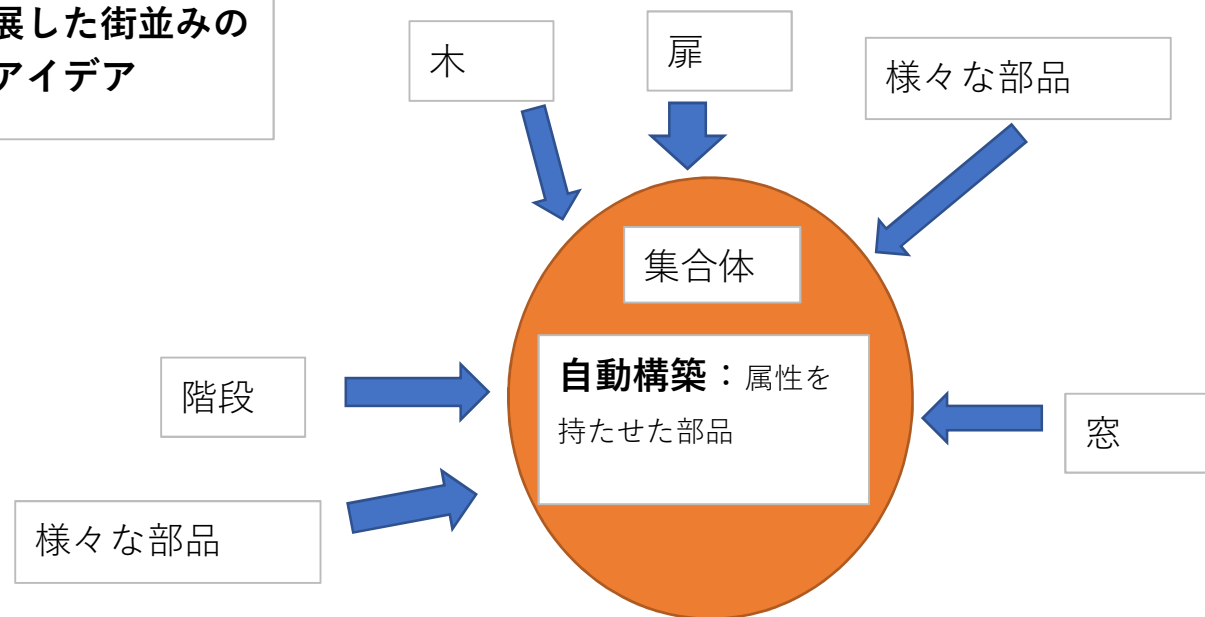 展した街並みの
アイデア
木
扉
様々な部品
集合体
自動構築：属性を
持たせた部品
階段
窓
様々な部品